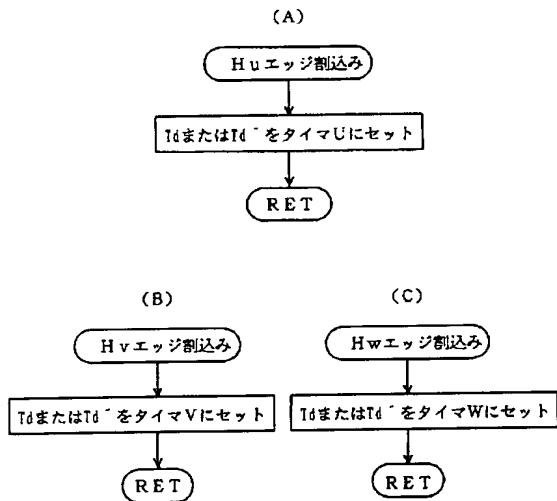 (A)
Huエッジ割込み
TdまたはTd´をタイマUにセット
RET
(B)
(C)
Hvエッジ割込み
Hwエッジ割込み
TdまたはTd´をタイマVにセット
TdまたはTd´をタイマWにセット
RET
RET